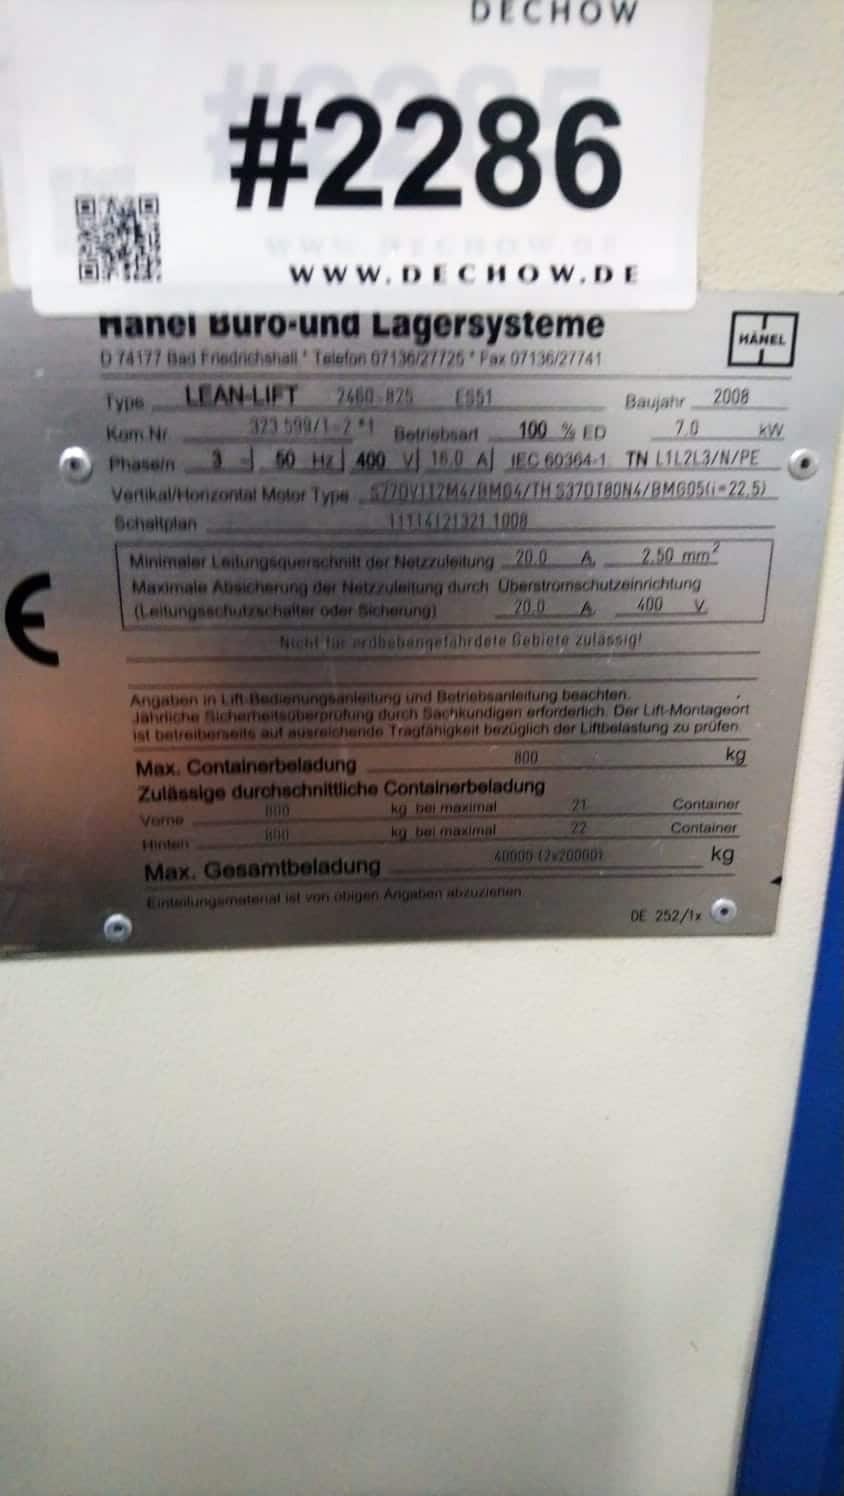 DECHOW
#2286
WWW.DECHOW.DE
Hänel Büro-und Lagersysteme
HÄNEL
D 74177 Bad Friedrichshall * Telefon 07136/27725 * Fax 07136/27741
Type LEAN-LIFT 2460-825 ES51 Baujahr 2008
Kom.Nr. 323 599/1-2 *1 Betriebsart 100 % ED 7.0 kW
Phase/n 3 50 Hz 400 V 16.0 A IEC 60364-1 TN L1L2L3/N/PE
Vertikal/Horizontal Motor Type S77DV112M4/BMG4/TH S37DT80N4/BMG05(i=22,5)
Schaltplan 11114121321.1008
Minimaler Leitungsquerschnitt der Netzzuleitung 20.0 A, 2.50 mm²
Maximale Absicherung der Netzzuleitung durch Überstromschutzeinrichtung
(Leitungsschutzschalter oder Sicherung) 20.0 A, 400 V.
CE
Nicht für erdbebengefährdete Gebiete zulässig!
Angaben in Lift-Bedienungsanleitung und Betriebsanleitung beachten.
Jährliche Sicherheitsüberprüfung durch Sachkundigen erforderlich. Der Lift-Montageort
ist betreiberseits auf ausreichende Tragfähigkeit bezüglich der Liftbelastung zu prüfen.
Max. Containerbeladung 800 kg
Zulässige durchschnittliche Containerbeladung
Vorne 800 kg bei maximal 21 Container
Hinten 800 kg bei maximal 22 Container
Max. Gesamtbeladung 40000 (2x20000) kg
Einteilungsmaterial ist von obigen Angaben abzuziehen.
DE 252/1x